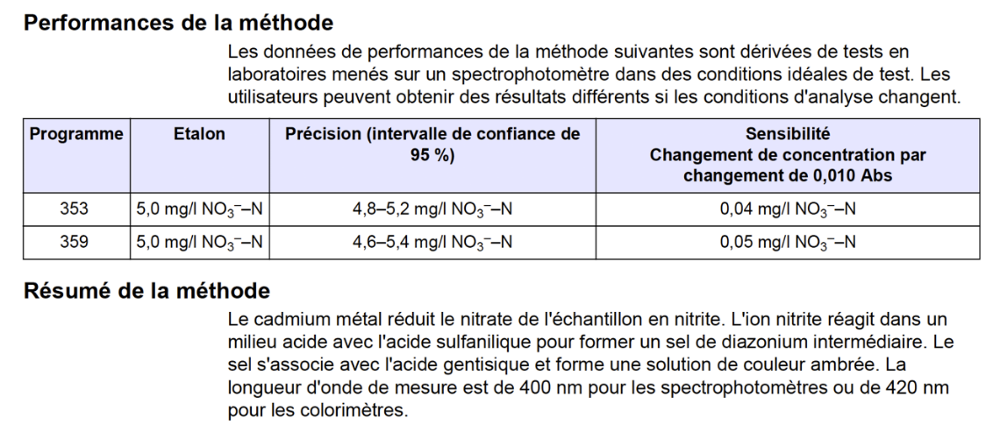 Performances de la méthode
Les données de performances de la méthode suivantes sont dérivées de tests en
laboratoires menés sur un spectrophotomètre dans des conditions idéales de test. Les
utilisateurs peuvent obtenir des résultats différents si les conditions d'analyse changent.
Programme Etalon Précision (intervalle de confiance de 95 %) Sensibilité Changement de concentration par changement de 0,010 Abs
353 5,0 mg/l NO₃⁻–N 4,8–5,2 mg/l NO₃⁻–N 0,04 mg/l NO₃⁻–N
359 5,0 mg/l NO₃⁻–N 4,6–5,4 mg/l NO₃⁻–N 0,05 mg/l NO₃⁻–N
Résumé de la méthode
Le cadmium métal réduit le nitrate de l'échantillon en nitrite. L'ion nitrite réagit dans un
milieu acide avec l'acide sulfanilique pour former un sel de diazonium intermédiaire. Le
sel s'associe avec l'acide gentisique et forme une solution de couleur ambrée. La
longueur d'onde de mesure est de 400 nm pour les spectrophotomètres ou de 420 nm
pour les colorimètres.